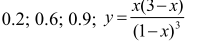 0.2; 0.6; 0.9; y = x(3 − x) / (1 − x)³